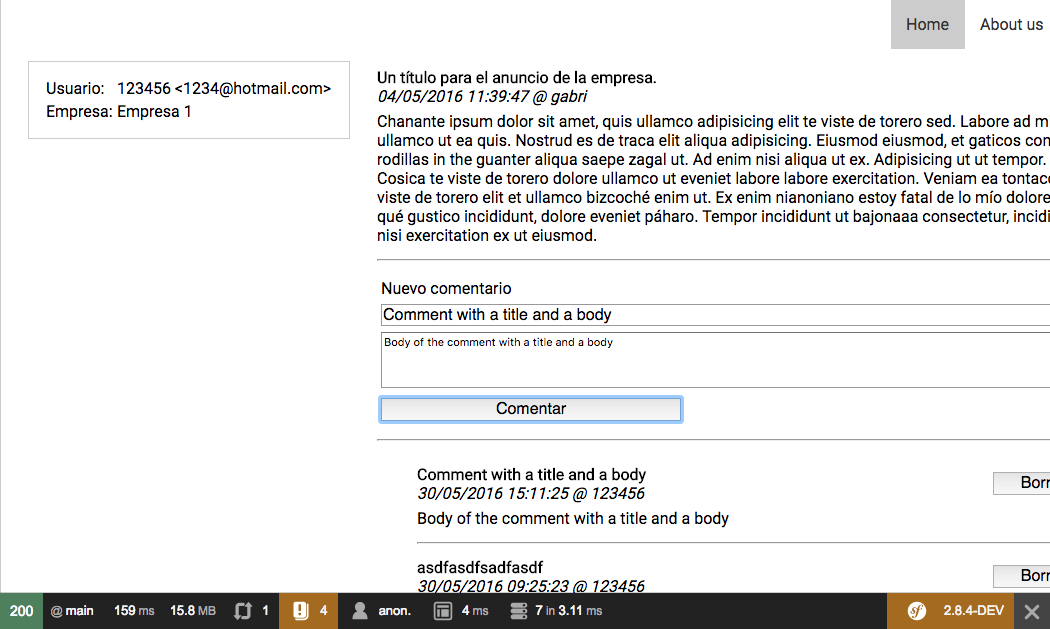 Home About us
Usuario: 123456 <1234@hotmail.com>
Empresa: Empresa 1
Un título para el anuncio de la empresa.
04/05/2016 11:39:47 @ gabri
Chanante ipsum dolor sit amet, quis ullamco adipisicing elit te viste de torero sed. Labore ad m
ullamco ut ea quis. Nostrud es de traca elit aliqua adipisicing. Eiusmod eiusmod, et gaticos con
rodillas in the guanter aliqua saepe zagal ut. Ad enim nisi aliqua ut ex. Adipisicing ut ut tempor.
Cosica te viste de torero dolore ullamco ut eveniet labore labore exercitation. Veniam ea tontaco
viste de torero elit et ullamco bizcoché enim ut. Ex enim nianoniano estoy fatal de lo mío dolore
qué gustico incididunt, dolore eveniet páharo. Tempor incididunt ut bajonaaa consectetur, incidi
nisi exercitation ex ut eiusmod.
Nuevo comentario
Comment with a title and a body
Body of the comment with a title and a body
Comentar
Comment with a title and a body
30/05/2016 15:11:25 @ 123456
Borr
Body of the comment with a title and a body
asdfasdfsadfasdf
30/05/2016 09:25:23 @ 123456
Borr
200 @ main 159 ms 15.8 MB 1 4 anon. 4 ms 7 in 3.11 ms sf 2.8.4-DEV